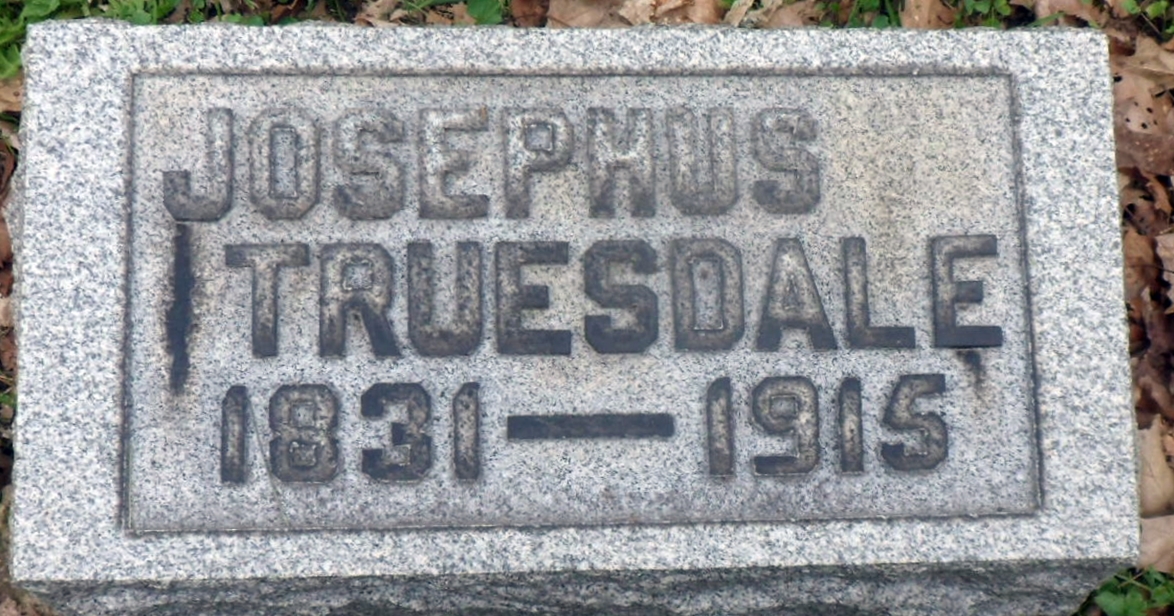 JOSEPHUS
TRUESDALE
1831 — 1915